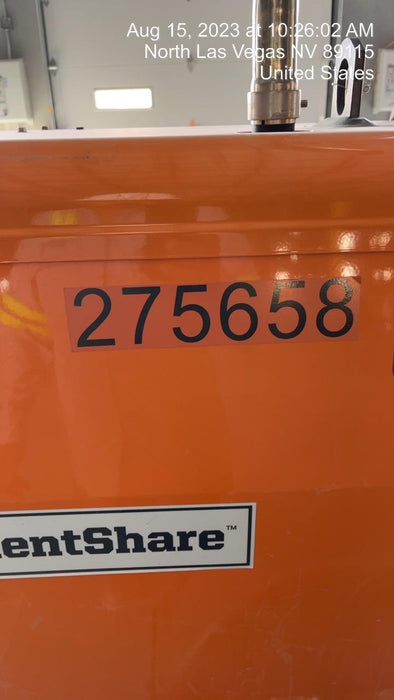 Aug 15, 2023 at 10:26:02 AM
North Las Vegas NV 89115
United States
275658
entShare™